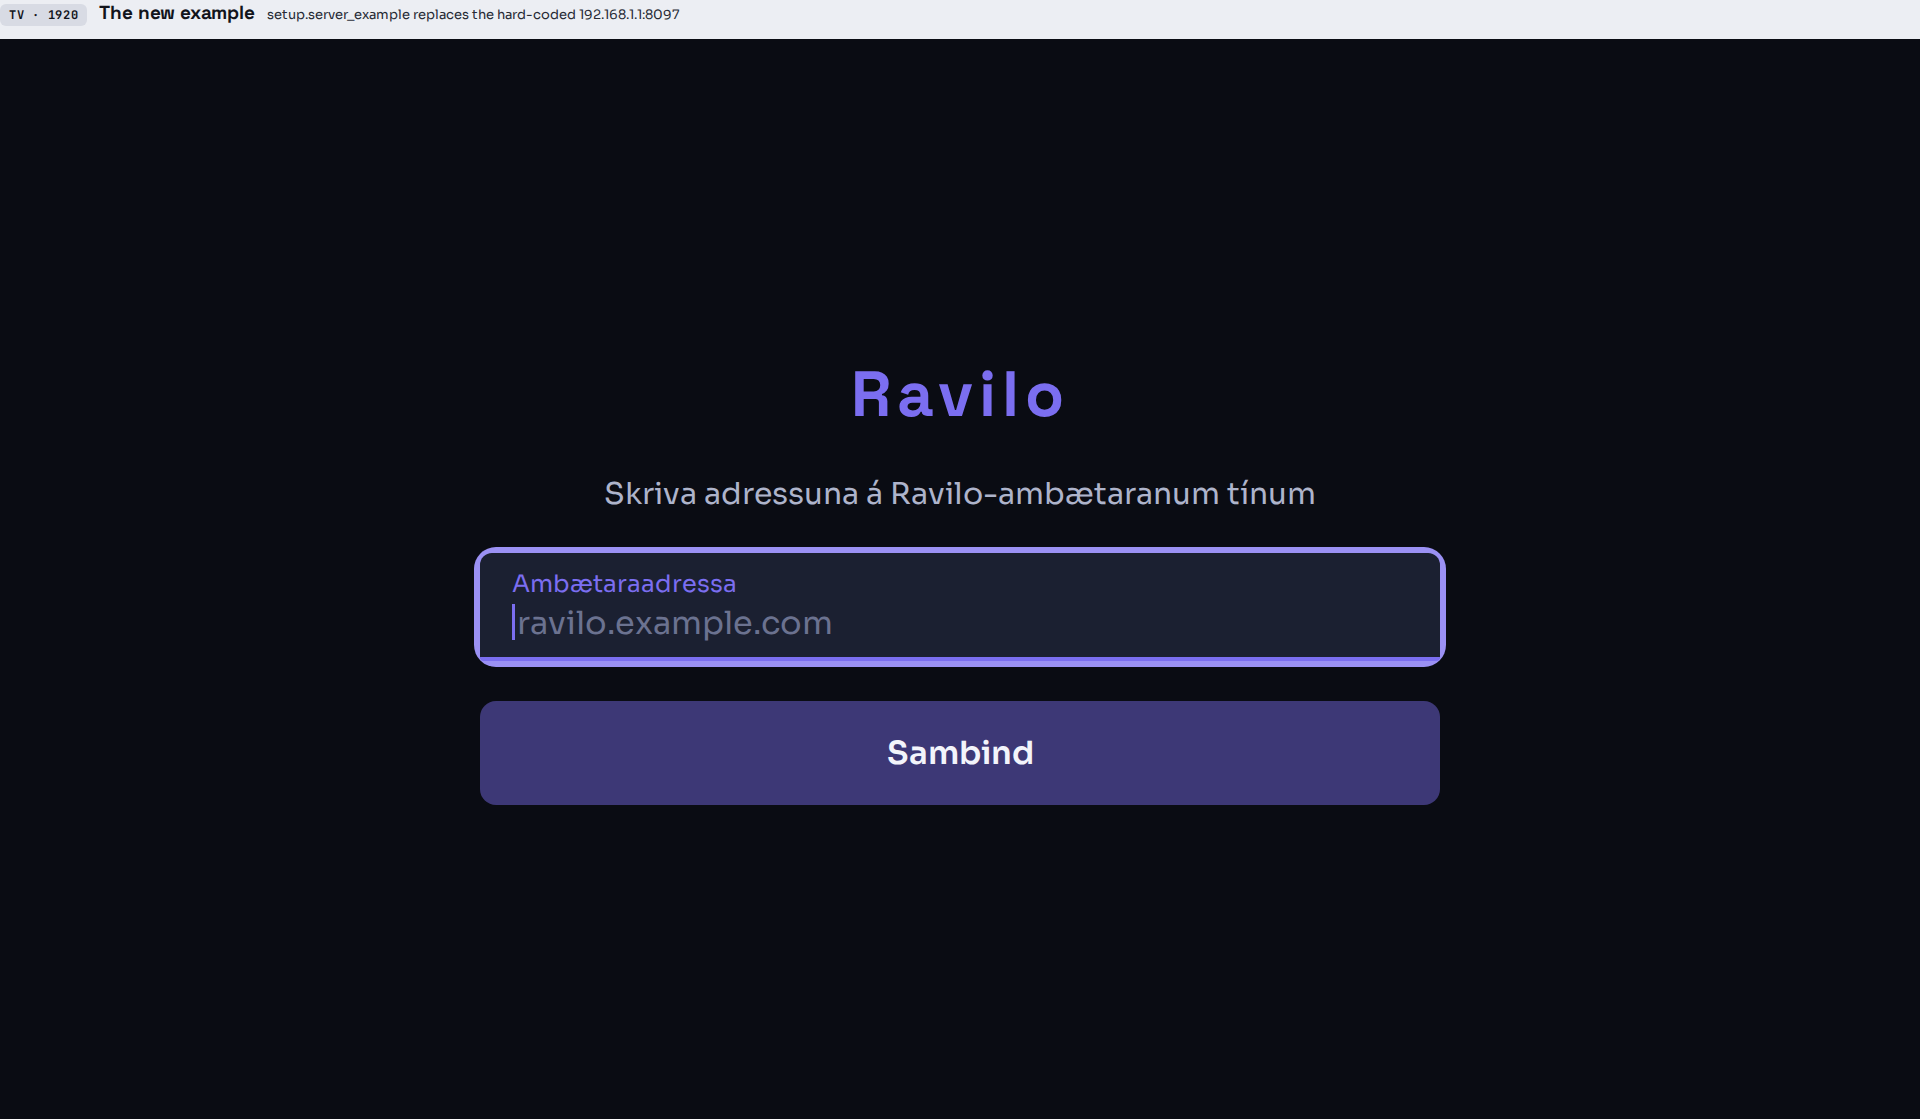 TV · 1920 The new example setup.server_example replaces the hard-coded 192.168.1.1:8097
Ravilo
Skriva adressuna á Ravilo-ambætaranum tínum
Ambætaraadressa
ravilo.example.com
Sambind